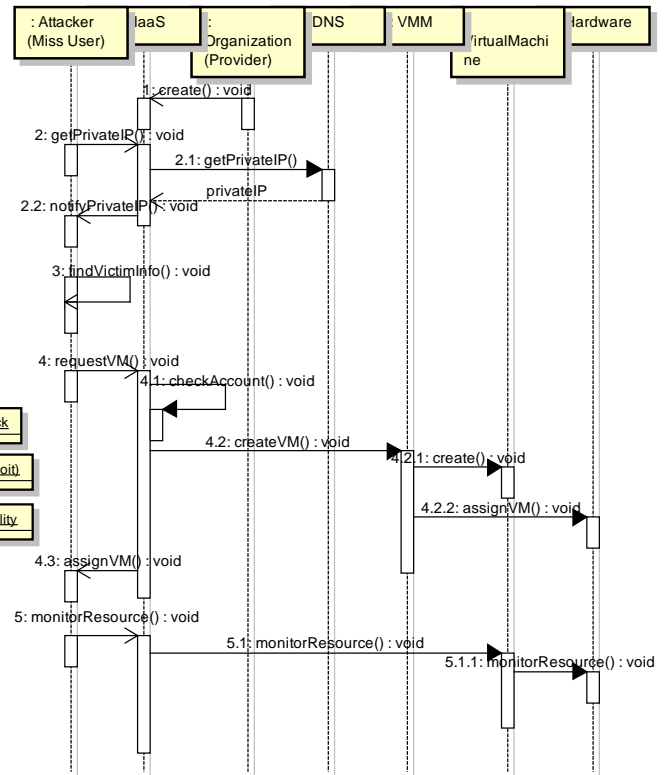 : Attacker
(Miss User)
IaaS
:
Organization
(Provider)
DNS
: VMM
VirtualMachi
ne
Hardware
1: create() : void
2: getPrivateIP() : void
2.1: getPrivateIP()
privateIP
2.2: notifyPrivateIP() : void
3: findVictimInfo() : void
4: requestVM() : void
4.1: checkAccount() : void
ck
4.2: createVM() : void
4.2.1: create() : void
oit)
4.2.2: assignVM() : void
lity
4.3: assignVM() : void
5: monitorResource() : void
5.1: monitorResource() : void
5.1.1: monitorResource() : void